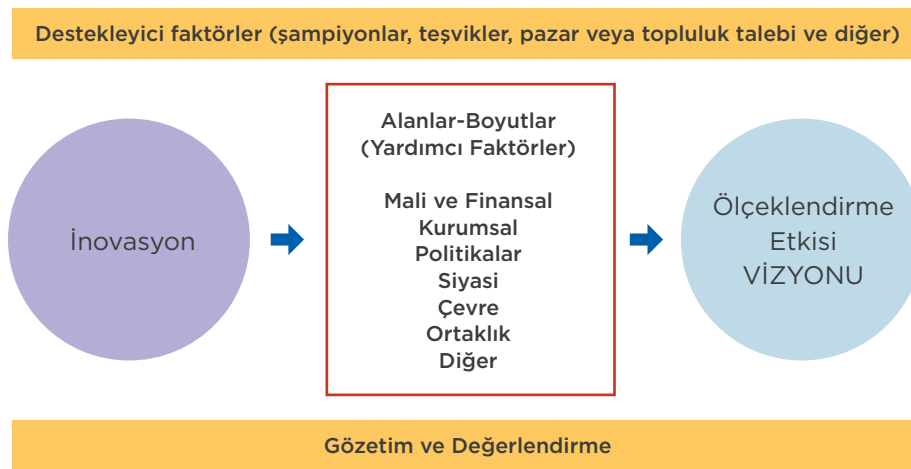 Destekleyici faktörler (şampiyonlar, teşvikler, pazar veya topluluk talebi ve diğer)
İnovasyon
Alanlar-Boyutlar
(Yardımcı Faktörler)
Mali ve Finansal
Kurumsal
Politikalar
Siyasi
Çevre
Ortaklık
Diğer
Ölçeklendirme
Etkisi
VİZYONU
Gözetim ve Değerlendirme